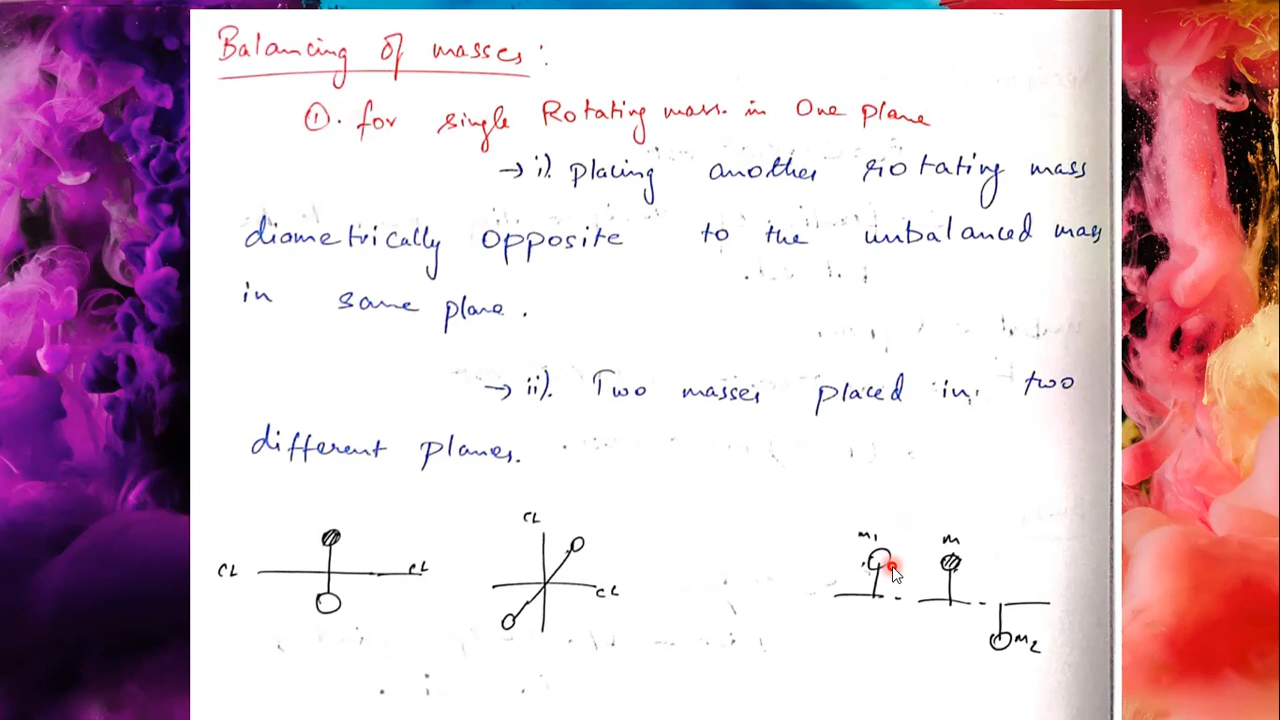 Balancing of masses:
①. for single Rotating mass in One plane
→ i). placing another rotating mass
diametrically opposite to the unbalanced mass
in same plane.
→ ii). Two masses placed in two
different planes.
CL
CL
CL
CL
m1
m
m2